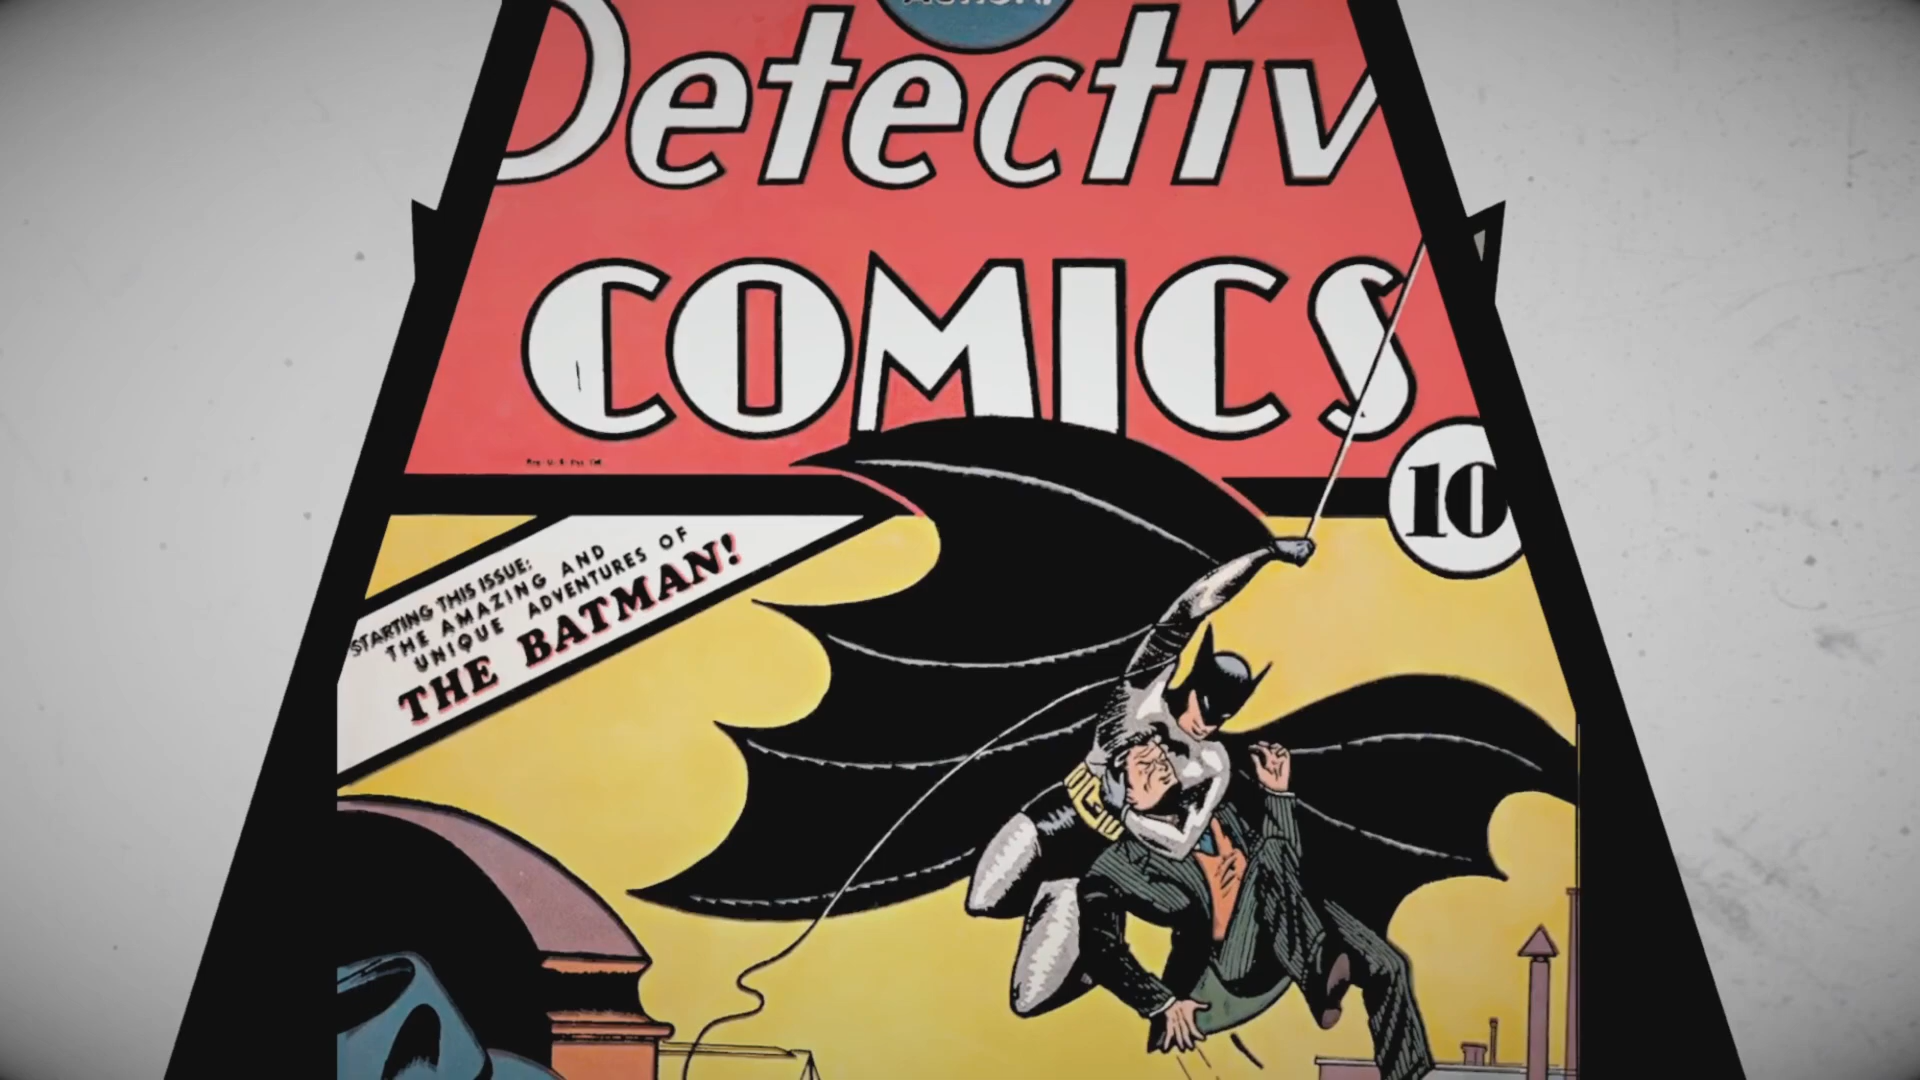 Detectiv
COMICS
10
STARTING THIS ISSUE:
THE AMAZING AND
UNIQUE ADVENTURES OF
THE BATMAN!